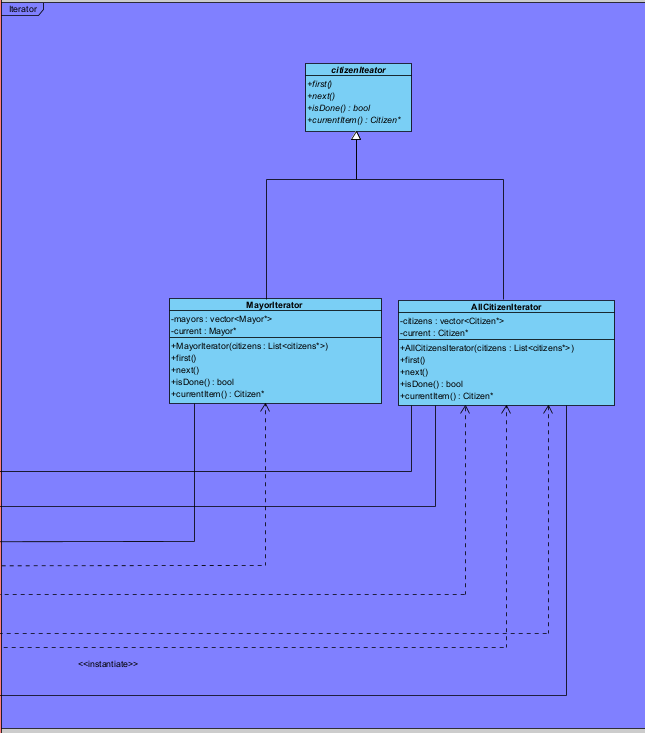 Iterator
citizenIteator
+first()
+next()
+isDone() : bool
+currentItem() : Citizen*
MayorIterator
-mayors : vector<Mayor*>
-current : Mayor*
+MayorIterator(citizens : List<citizens*>)
+first()
+next()
+isDone() : bool
+currentItem() : Citizen*
AllCitizenIterator
-citizens : vector<Citizen*>
-current : Citizen*
+AllCitizensIterator(citizens : List<citizens*>)
+first()
+next()
+isDone() : bool
+currentItem() : Citizen*
<<instantiate>>